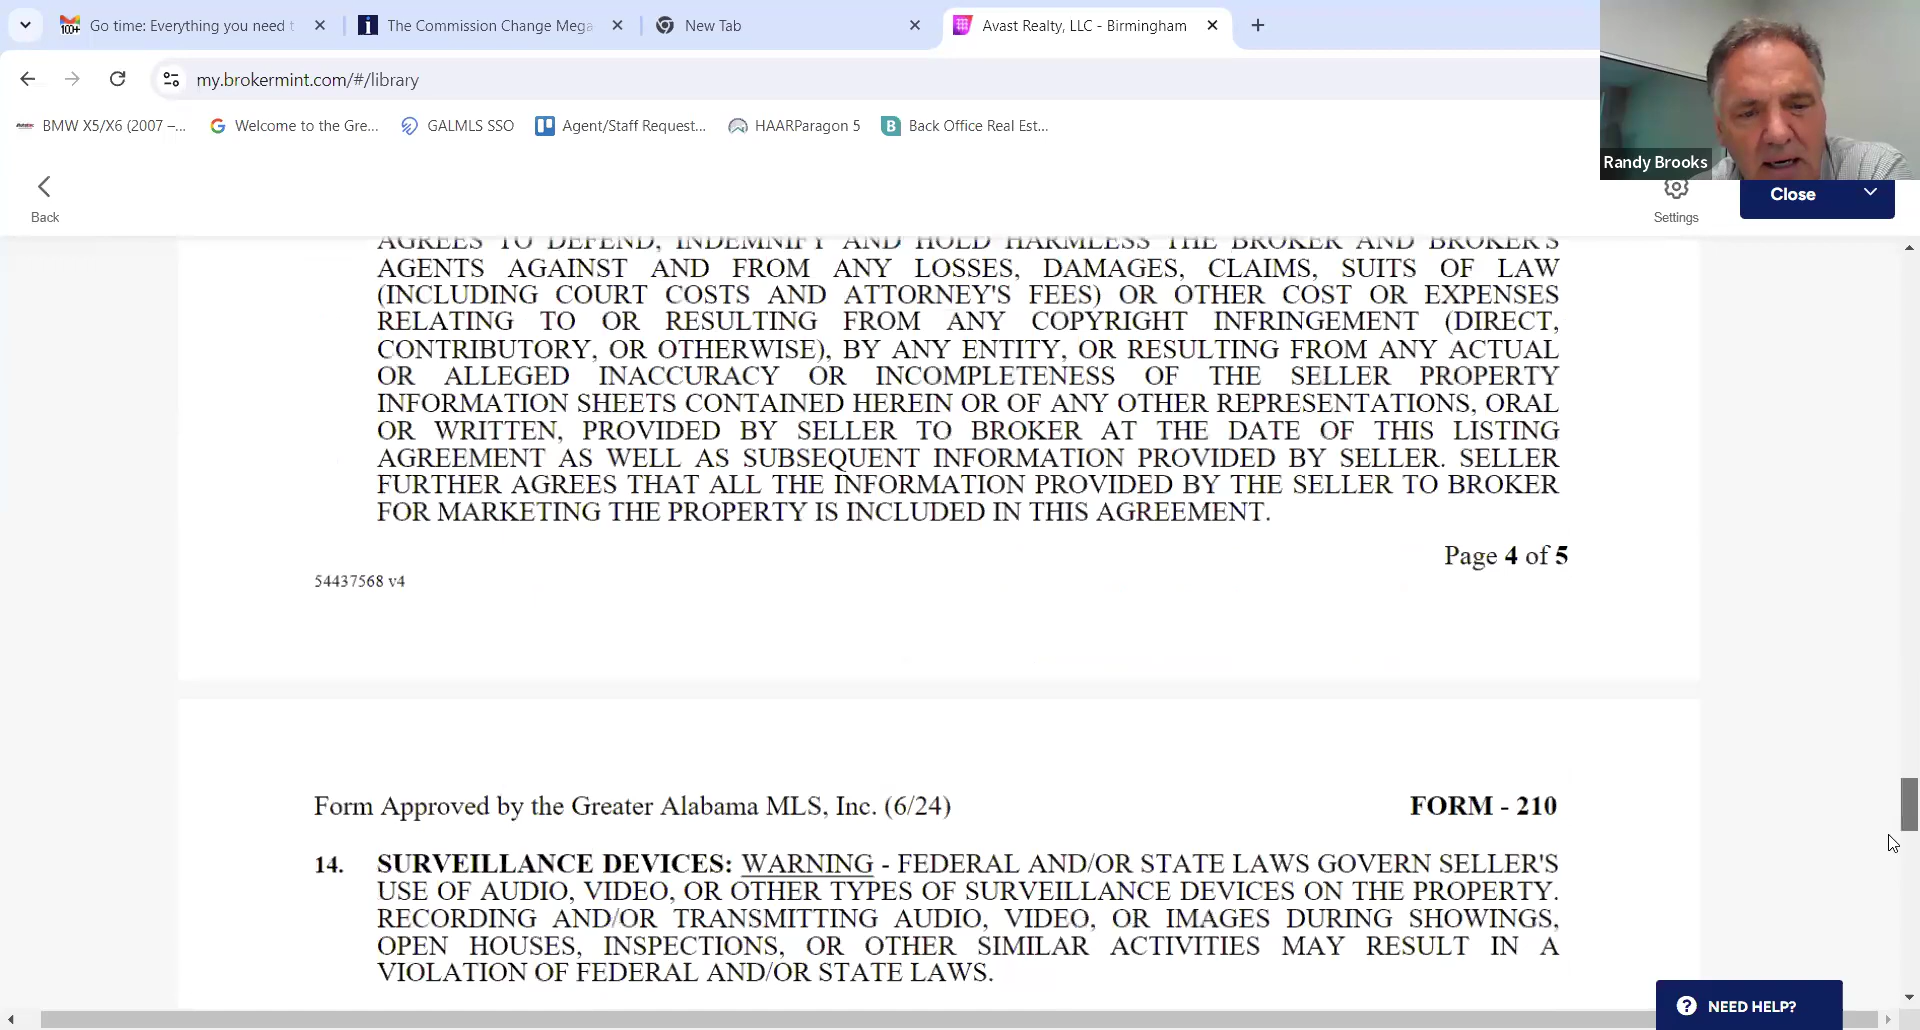 Go time: Everything you need t
The Commission Change Mega
New Tab
Avast Realty, LLC - Birmingham
my.brokermint.com/#/library
BMW X5/X6 (2007 –...
Welcome to the Gre...
GALMLS SSO
Agent/Staff Request...
HAARParagon 5
Back Office Real Est...
Randy Brooks
Back
Settings
Close
AGREES TO DEFEND, INDEMNIFY AND HOLD HARMLESS THE BROKER AND BROKER'S
AGENTS AGAINST AND FROM ANY LOSSES, DAMAGES, CLAIMS, SUITS OF LAW
(INCLUDING COURT COSTS AND ATTORNEY'S FEES) OR OTHER COST OR EXPENSES
RELATING TO OR RESULTING FROM ANY COPYRIGHT INFRINGEMENT (DIRECT,
CONTRIBUTORY, OR OTHERWISE), BY ANY ENTITY, OR RESULTING FROM ANY ACTUAL
OR ALLEGED INACCURACY OR INCOMPLETENESS OF THE SELLER PROPERTY
INFORMATION SHEETS CONTAINED HEREIN OR OF ANY OTHER REPRESENTATIONS, ORAL
OR WRITTEN, PROVIDED BY SELLER TO BROKER AT THE DATE OF THIS LISTING
AGREEMENT AS WELL AS SUBSEQUENT INFORMATION PROVIDED BY SELLER. SELLER
FURTHER AGREES THAT ALL THE INFORMATION PROVIDED BY THE SELLER TO BROKER
FOR MARKETING THE PROPERTY IS INCLUDED IN THIS AGREEMENT.
Page 4 of 5
54437568 v4
Form Approved by the Greater Alabama MLS, Inc. (6/24) FORM - 210
14. SURVEILLANCE DEVICES: WARNING - FEDERAL AND/OR STATE LAWS GOVERN SELLER'S
USE OF AUDIO, VIDEO, OR OTHER TYPES OF SURVEILLANCE DEVICES ON THE PROPERTY.
RECORDING AND/OR TRANSMITTING AUDIO, VIDEO, OR IMAGES DURING SHOWINGS,
OPEN HOUSES, INSPECTIONS, OR OTHER SIMILAR ACTIVITIES MAY RESULT IN A
VIOLATION OF FEDERAL AND/OR STATE LAWS.
NEED HELP?